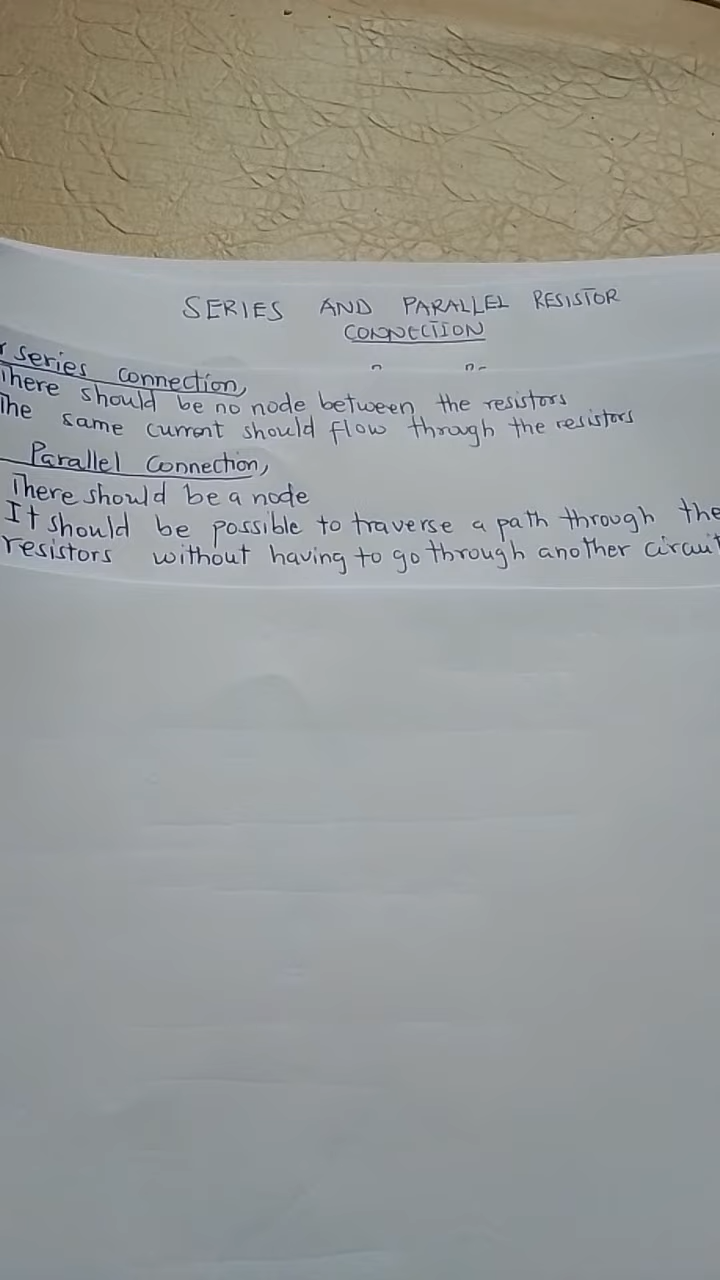 SERIES AND PARALLEL RESISTOR
CONNECTION
series connection,
There should be no node between the resistors
The same current should flow through the resistors
Parallel Connection,
There should be a node
It should be possible to traverse a path through the
resistors without having to go through another circuit